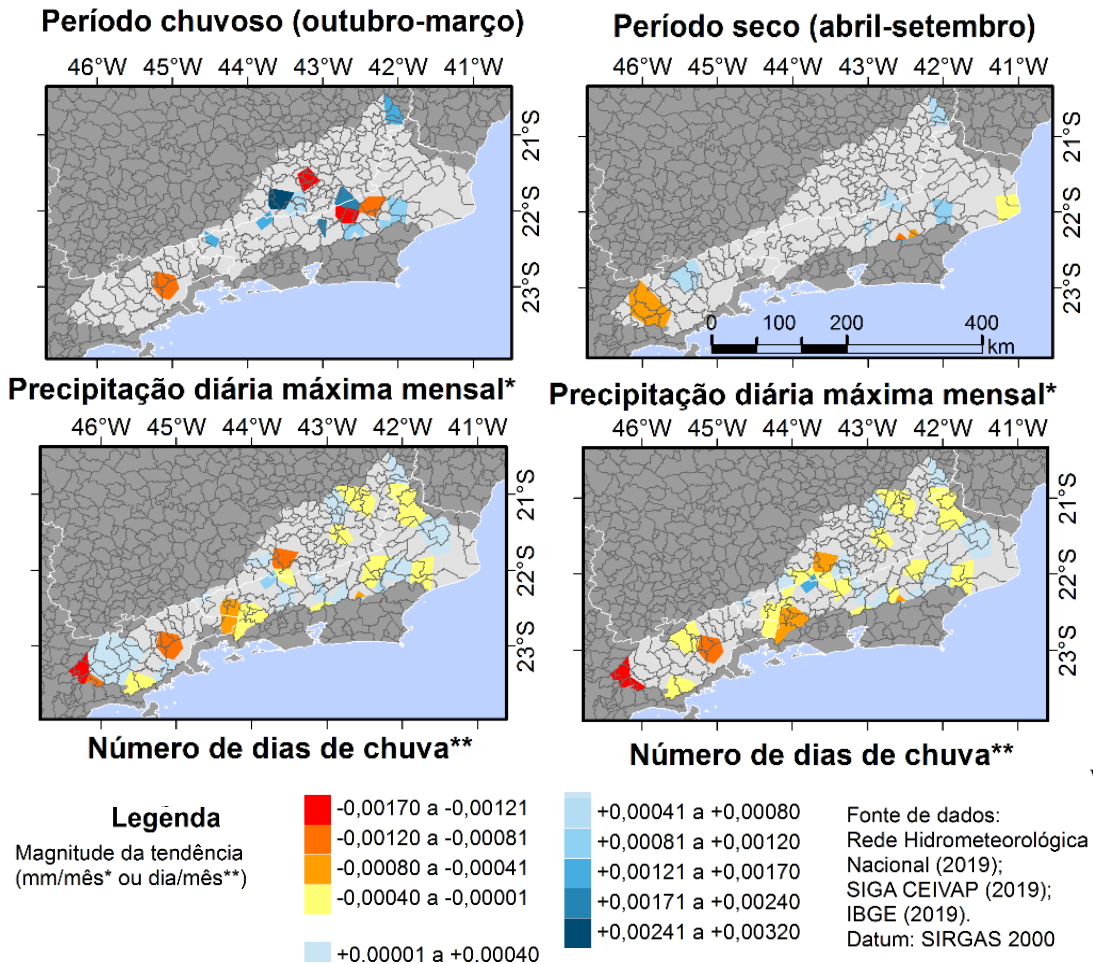 Período chuvoso (outubro-março)
Período seco (abril-setembro)
46°W 45°W 44°W 43°W 42°W 41°W
46°W 45°W 44°W 43°W 42°W 41°W
21°S
22°S
23°S
21°S
22°S
23°S
0 100 200 400
km
Precipitação diária máxima mensal*
Precipitação diária máxima mensal*
46°W 45°W 44°W 43°W 42°W 41°W
46°W 45°W 44°W 43°W 42°W 41°W
21°S
22°S
23°S
21°S
22°S
23°S
Número de dias de chuva**
Número de dias de chuva**
Legenda
Magnitude da tendência
(mm/mês* ou dia/mês**)
-0,00170 a -0,00121
-0,00120 a -0,00081
-0,00080 a -0,00041
-0,00040 a -0,00001
+0,00001 a +0,00040
+0,00041 a +0,00080
+0,00081 a +0,00120
+0,00121 a +0,00170
+0,00171 a +0,00240
+0,00241 a +0,00320
Fonte de dados:
Rede Hidrometeorológica
Nacional (2019);
SIGA CEIVAP (2019);
IBGE (2019).
Datum: SIRGAS 2000